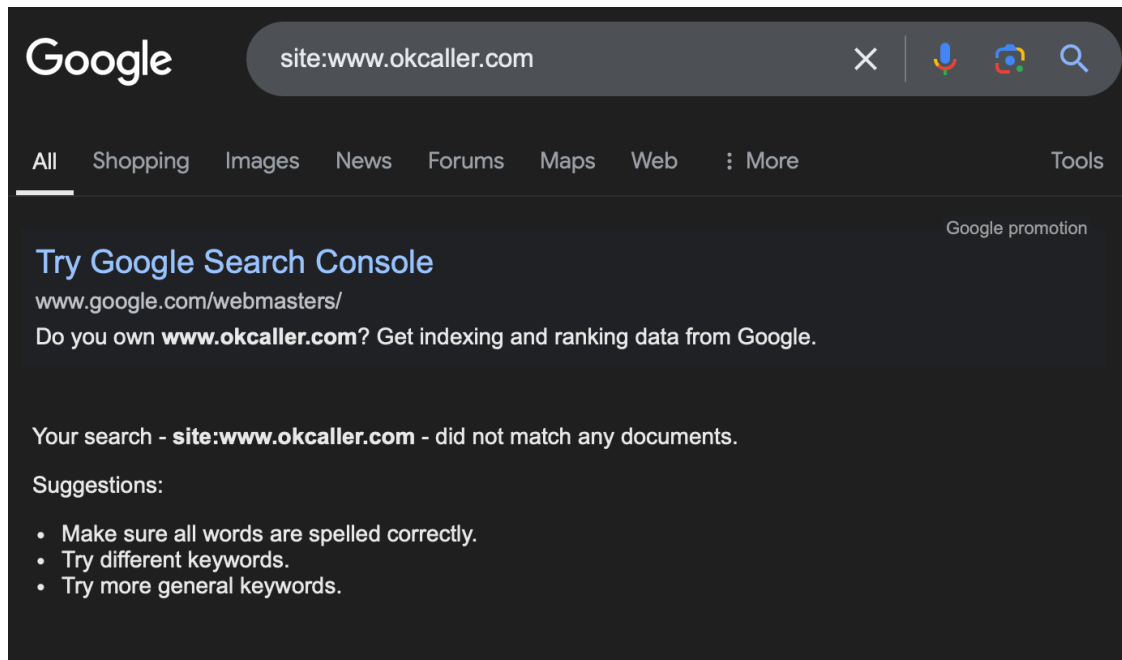 Google
site:www.okcaller.com
All Shopping Images News Forums Maps Web More Tools
Google promotion
Try Google Search Console
www.google.com/webmasters/
Do you own www.okcaller.com? Get indexing and ranking data from Google.
Your search - site:www.okcaller.com - did not match any documents.
Suggestions:
• Make sure all words are spelled correctly.
• Try different keywords.
• Try more general keywords.